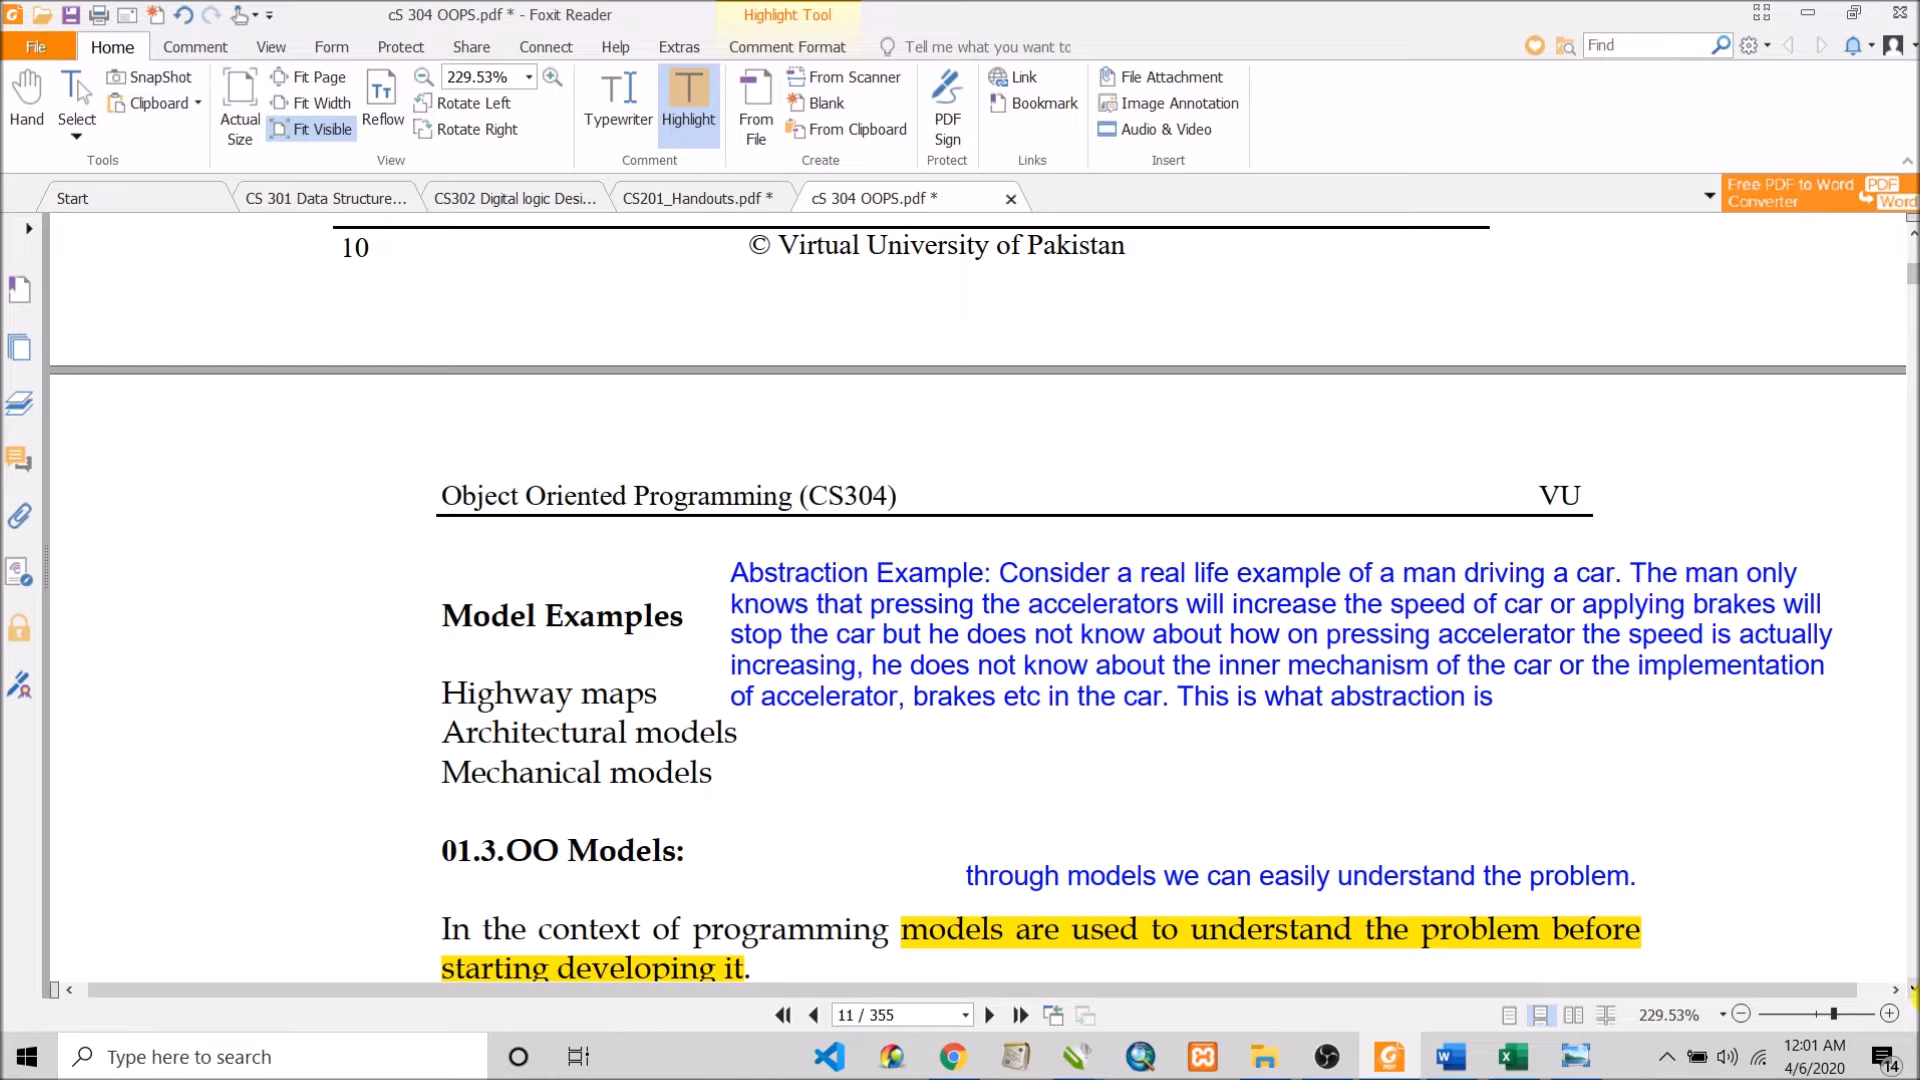 cS 304 OOPS.pdf * - Foxit Reader
Highlight Tool
File Home Comment View Form Protect Share Connect Help Extras Comment Format Tell me what you want to Find
Hand
Select
SnapShot
Clipboard
Tools
Actual Size
Fit Page
Fit Width
Fit Visible
Reflow
229.53%
Rotate Left
Rotate Right
View
Typewriter
Highlight
Comment
From File
From Scanner
Blank
From Clipboard
Create
PDF Sign
Protect
Link
Bookmark
Links
File Attachment
Image Annotation
Audio & Video
Insert
Start CS 301 Data Structure... CS302 Digital logic Desi... CS201_Handouts.pdf * cS 304 OOPS.pdf *
Free PDF to Word PDF
Converter Word
10 © Virtual University of Pakistan
Object Oriented Programming (CS304) VU
Abstraction Example: Consider a real life example of a man driving a car. The man only
knows that pressing the accelerators will increase the speed of car or applying brakes will
stop the car but he does not know about how on pressing accelerator the speed is actually
increasing, he does not know about the inner mechanism of the car or the implementation
of accelerator, brakes etc in the car. This is what abstraction is
Model Examples
Highway maps
Architectural models
Mechanical models
01.3.OO Models:
through models we can easily understand the problem.
In the context of programming models are used to understand the problem before
starting developing it.
11 / 355 229.53%
Type here to search
12:01 AM
4/6/2020
14